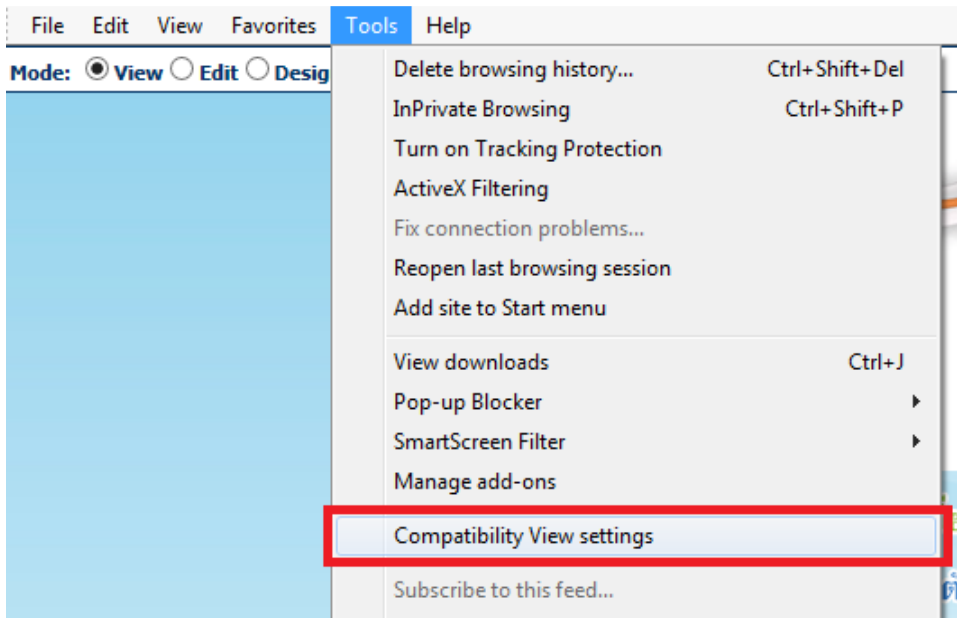 File Edit View Favorites Tools Help
Mode: View Edit Desig
Delete browsing history... Ctrl+Shift+Del
InPrivate Browsing Ctrl+Shift+P
Turn on Tracking Protection
ActiveX Filtering
Fix connection problems...
Reopen last browsing session
Add site to Start menu
View downloads Ctrl+J
Pop-up Blocker
SmartScreen Filter
Manage add-ons
Compatibility View settings
Subscribe to this feed...